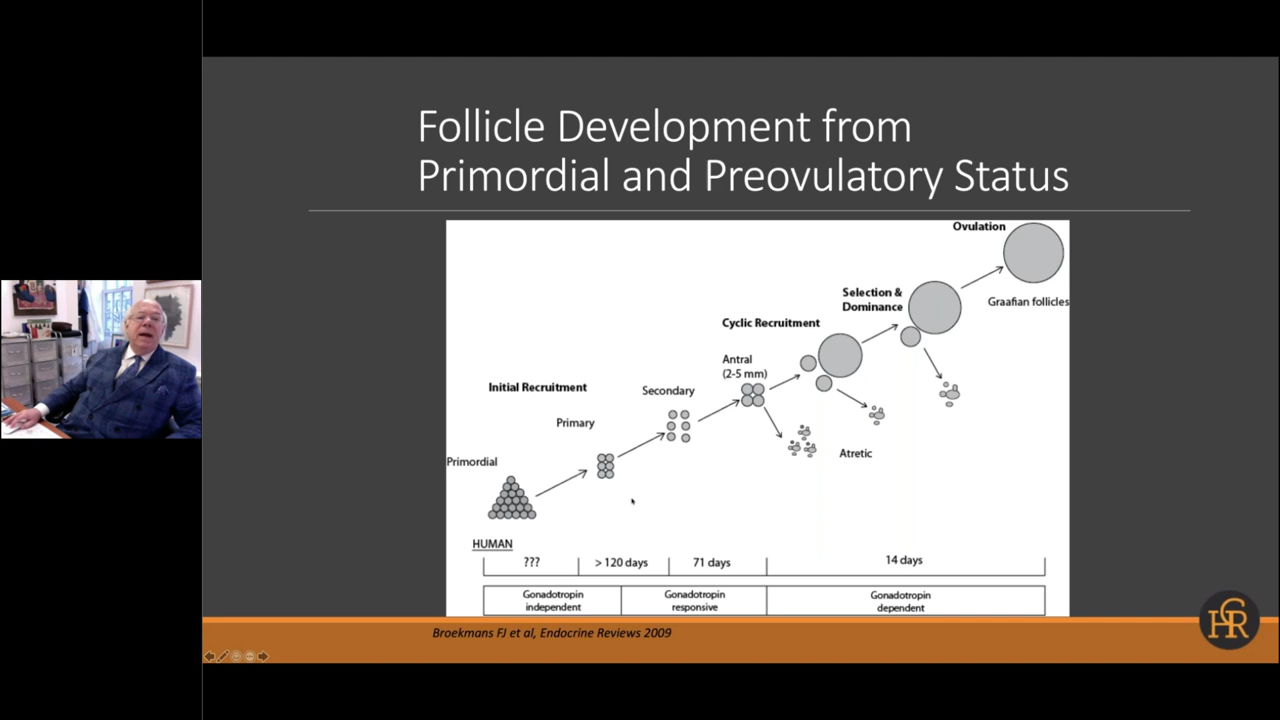 Follicle Development from
Primordial and Preovulatory Status
Ovulation
Graafian follicles
Selection &
Dominance
Cyclic Recruitment
Antral
(2-5 mm)
Initial Recruitment
Secondary
Primary
Primordial
Atretic
HUMAN
???
> 120 days
71 days
14 days
Gonadotropin
independent
Gonadotropin
responsive
Gonadotropin
dependent
Broekmans FJ et al, Endocrine Reviews 2009
CHR